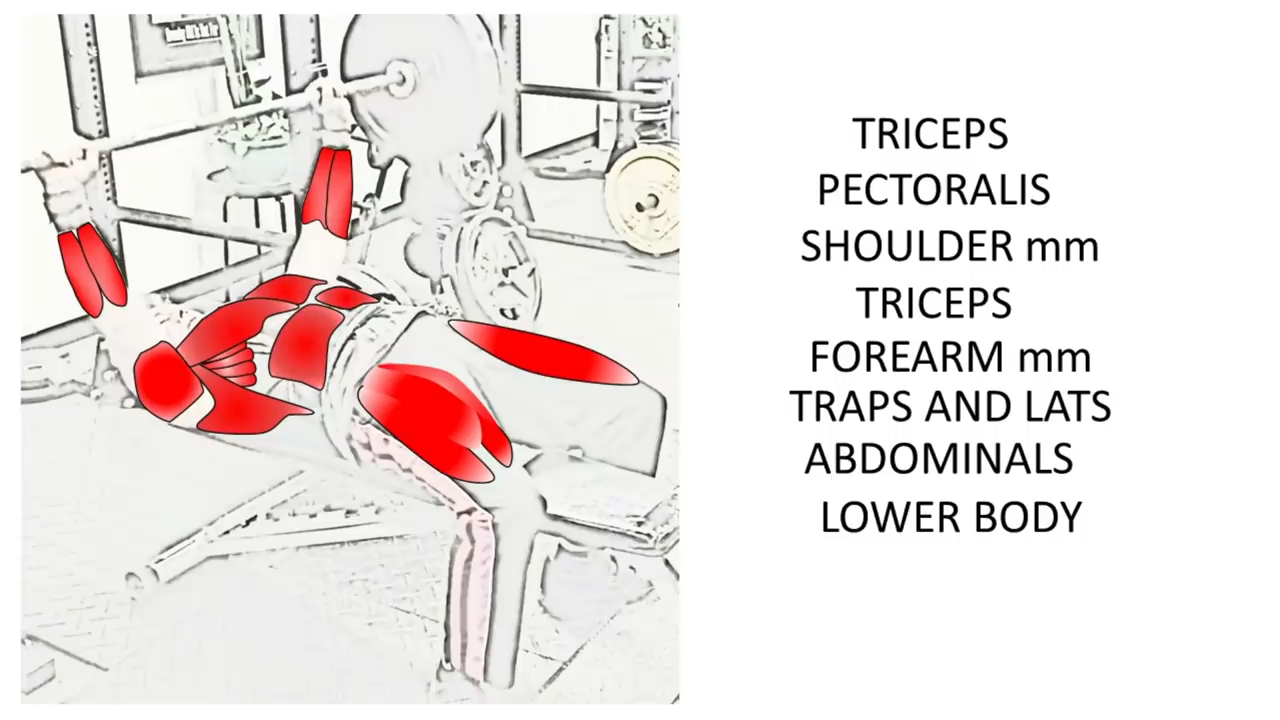 TRICEPS
PECTORALIS
SHOULDER mm
TRICEPS
FOREARM mm
TRAPS AND LATS
ABDOMINALS
LOWER BODY